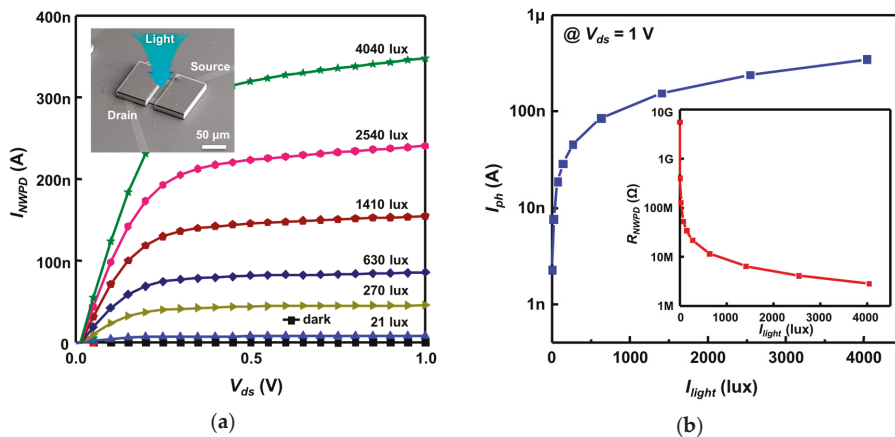 400n
300n
200n
100n
0.0
0.0
0.5
1.0
I_NWPD (A)
V_ds (V)
Light
Source
Drain
50 µm
4040 lux
2540 lux
1410 lux
630 lux
270 lux
dark
21 lux
(a)
@ V_ds = 1 V
1µ
100n
10n
1n
I_ph (A)
0
1000
2000
3000
4000
I_light (lux)
10G
1G
100M
10M
1M
R_NWPD (Ω)
0
1000
2000
3000
4000
I_light (lux)
(b)